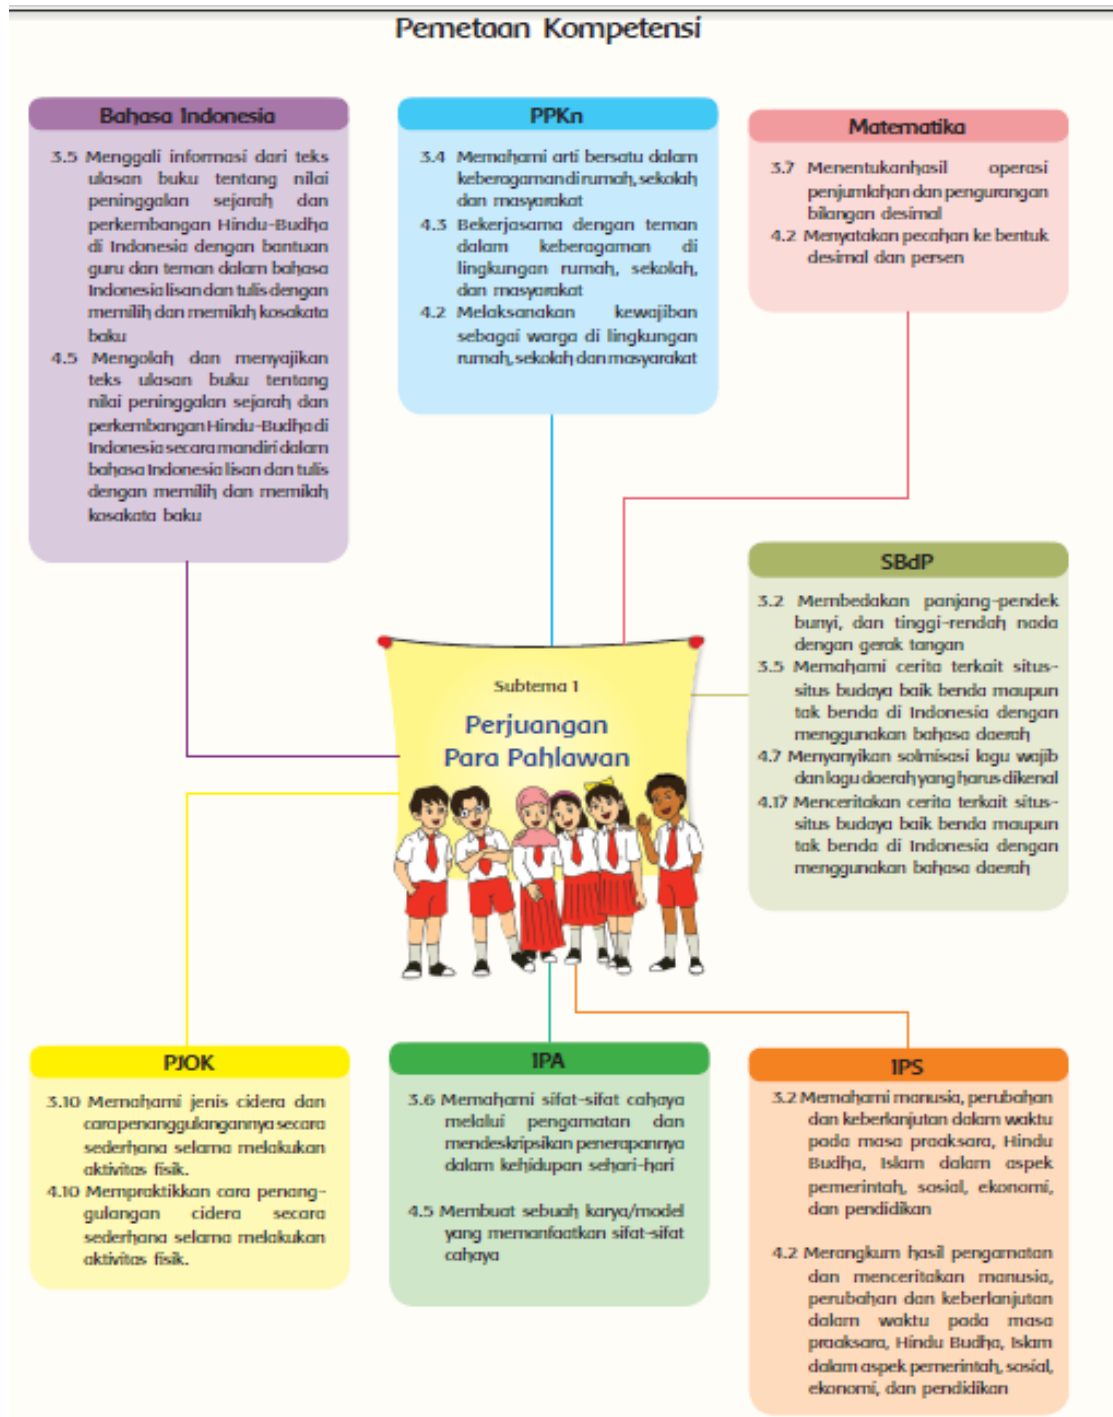 Pemetaan Kompetensi
Bahasa Indonesia
3.5 Menggali informasi dari teks
ulasan buku tentang nilai
peninggalan sejarah dan
perkembangan Hindu-Budha
di Indonesia dengan bantuan
guru dan teman dalam bahasa
Indonesia lisan dan tulis dengan
memilih dan memilah kosakata
baku
4.5 Mengolah dan menyajikan
teks ulasan buku tentang
nilai peninggalan sejarah dan
perkembangan Hindu-Budha di
Indonesia secara mandiri dalam
bahasa Indonesia lisan dan tulis
dengan memilih dan memilah
kosakata baku
PPKn
3.4 Memahami arti bersatu dalam
keberagaman di rumah, sekolah
dan masyarakat
4.3 Bekerjasama dengan teman
dalam keberagaman di
lingkungan rumah, sekolah,
dan masyarakat
4.2 Melaksanakan kewajiban
sebagai warga di lingkungan
rumah, sekolah dan masyarakat
Matematika
3.7 Menentukanhasil operasi
penjumlahan dan pengurangan
bilangan desimal
4.2 Menyatakan pecahan ke bentuk
desimal dan persen
SBdP
3.2 Membedakan panjang-pendek
bunyi, dan tinggi-rendah nada
dengan gerak tangan
3.5 Memahami cerita terkait situs-
situs budaya baik benda maupun
tak benda di Indonesia dengan
menggunakan bahasa daerah
4.7 Menyanyikan solmisasi lagu wajib
dan lagu daerah yang harus dikenal
4.17 Menceritakan cerita terkait situs-
situs budaya baik benda maupun
tak benda di Indonesia dengan
menggunakan bahasa daerah
Subtema 1
Perjuangan
Para Pahlawan
PJOK
3.10 Memahami jenis cidera dan
cara penanggulangannya secara
sederhana selama melakukan
aktivitas fisik.
4.10 Mempraktikkan cara penang-
gulangan cidera secara
sederhana selama melakukan
aktivitas fisik.
IPA
3.6 Memahami sifat-sifat cahaya
melalui pengamatan dan
mendeskripsikan penerapannya
dalam kehidupan sehari-hari
4.5 Membuat sebuah karya/model
yang memanfaatkan sifat-sifat
cahaya
IPS
3.2 Memahami manusia, perubahan
dan keberlanjutan dalam waktu
pada masa praaksara, Hindu
Budha, Islam dalam aspek
pemerintah, sosial, ekonomi,
dan pendidikan
4.2 Merangkum hasil pengamatan
dan menceritakan manusia,
perubahan dan keberlanjutan
dalam waktu pada masa
praaksara, Hindu Budha, Islam
dalam aspek pemerintah, sosial,
ekonomi, dan pendidikan